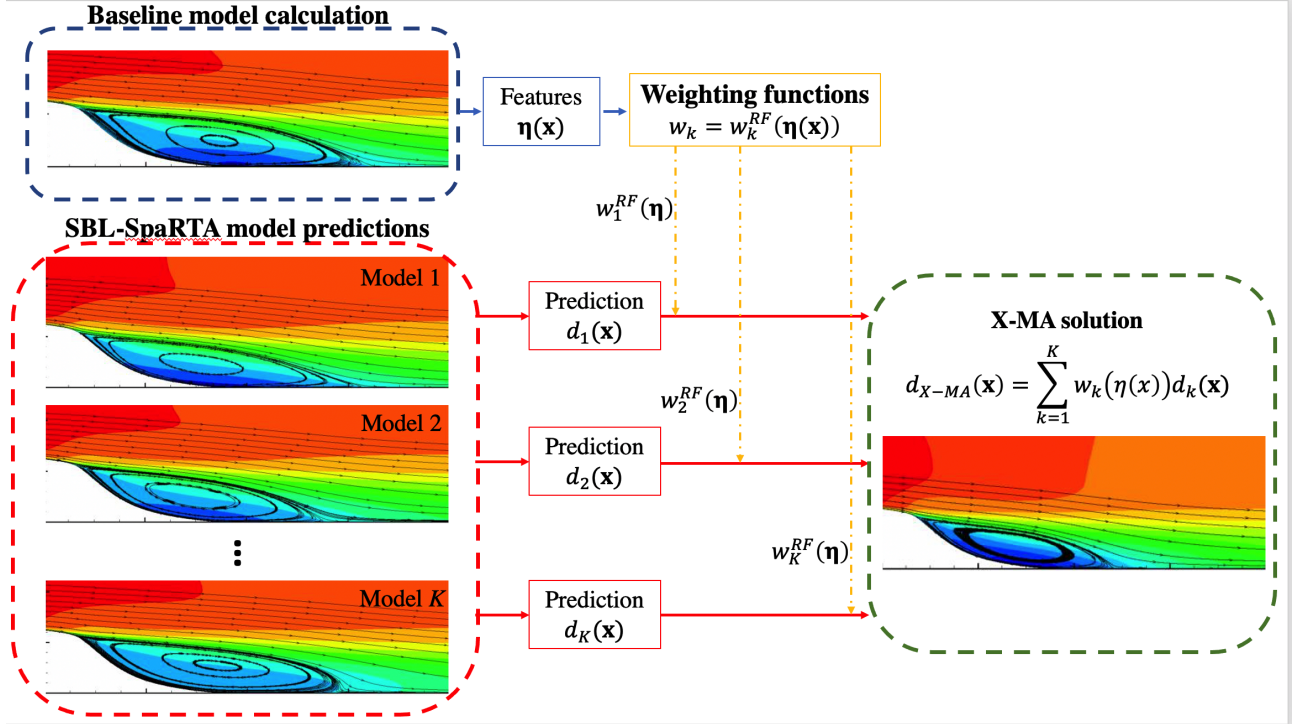 Baseline model calculation
Features
η(x)
Weighting functions
w_k = w_k^{RF}(η(x))
w_1^{RF}(η)
SBL-SpaRTA model predictions
Model 1
Prediction
d_1(x)
X-MA solution
d_{X−MA}(x) = \sum_{k=1}^{K} w_k(η(x))d_k(x)
w_2^{RF}(η)
Model 2
Prediction
d_2(x)
⋮
w_K^{RF}(η)
Model K
Prediction
d_K(x)